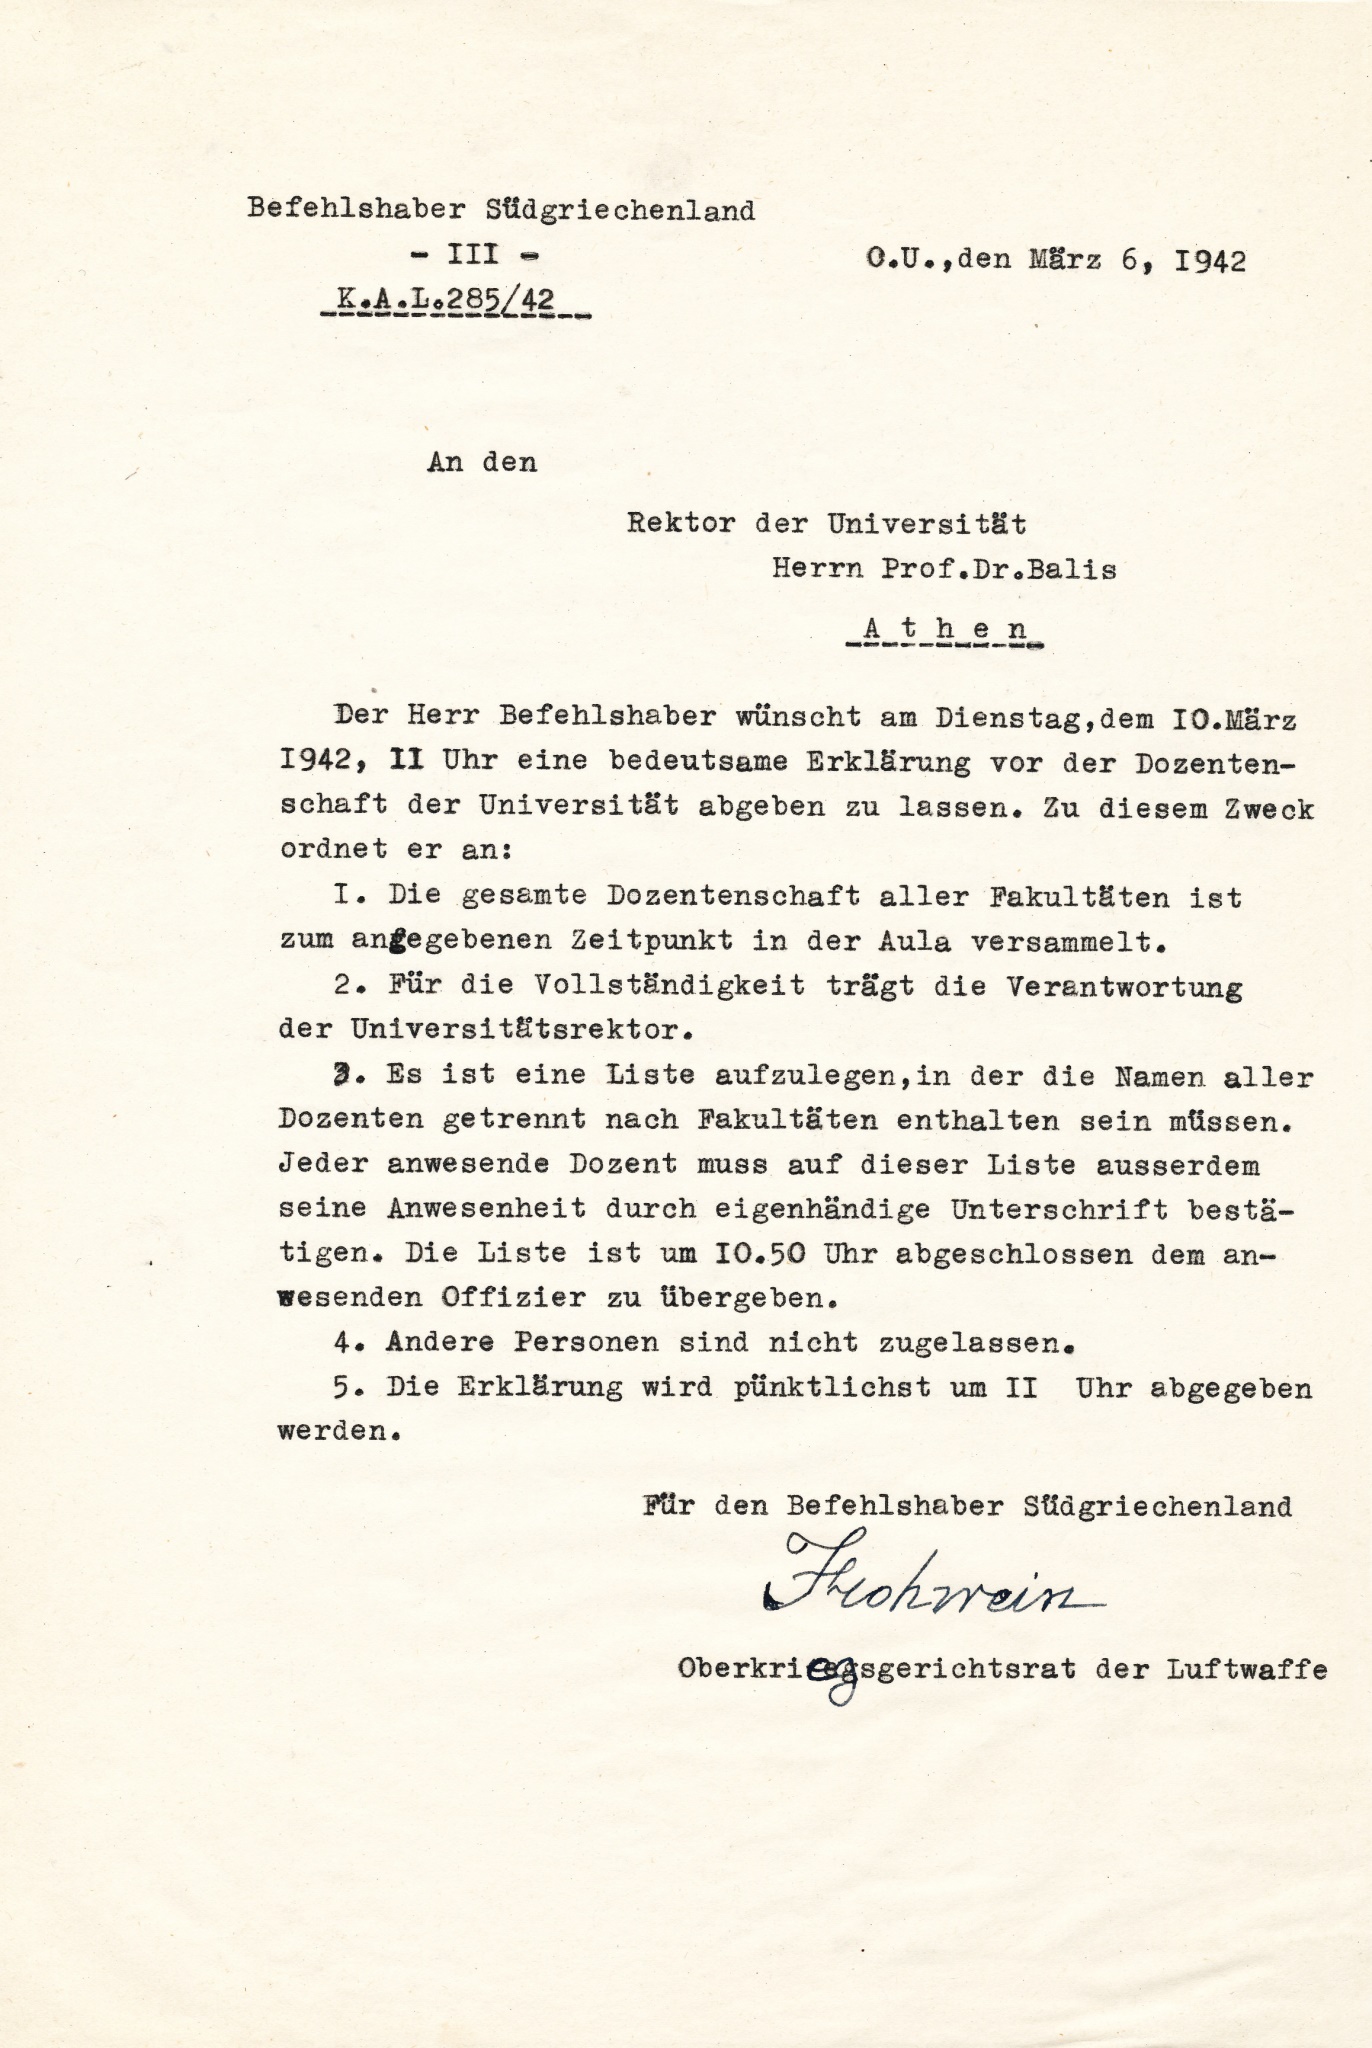 Befehlshaber Südgriechenland
- III -
O.U.,den März 6, I942
K.A.L.285/42
An den
Rektor der Universität
Herrn Prof.Dr.Balis
A t h e n
Der Herr Befehlshaber wünscht am Dienstag,dem IO.März
I942, II Uhr eine bedeutsame Erklärung vor der Dozenten-
schaft der Universität abgeben zu lassen. Zu diesem Zweck
ordnet er an:
I. Die gesamte Dozentenschaft aller Fakultäten ist
zum angegebenen Zeitpunkt in der Aula versammelt.
2. Für die Vollständigkeit trägt die Verantwortung
der Universitätsrektor.
3. Es ist eine Liste aufzulegen,in der die Namen aller
Dozenten getrennt nach Fakultäten enthalten sein müssen.
Jeder anwesende Dozent muss auf dieser Liste ausserdem
seine Anwesenheit durch eigenhändige Unterschrift bestä-
tigen. Die Liste ist um IO.50 Uhr abgeschlossen dem an-
wesenden Offizier zu übergeben.
4. Andere Personen sind nicht zugelassen.
5. Die Erklärung wird pünktlichst um II  Uhr abgegeben
werden.
Für den Befehlshaber Südgriechenland
Frohwein
Oberkriegsgerichtsrat der Luftwaffe